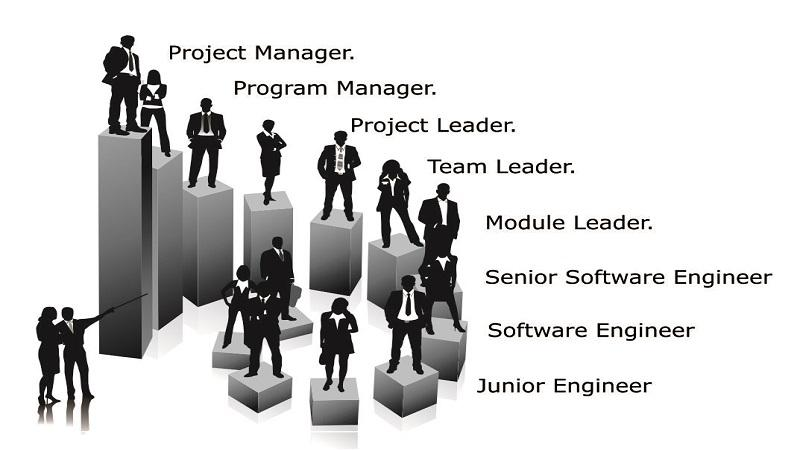 Project Manager.
Program Manager.
Project Leader.
Team Leader.
Module Leader.
Senior Software Engineer
Software Engineer
Junior Engineer